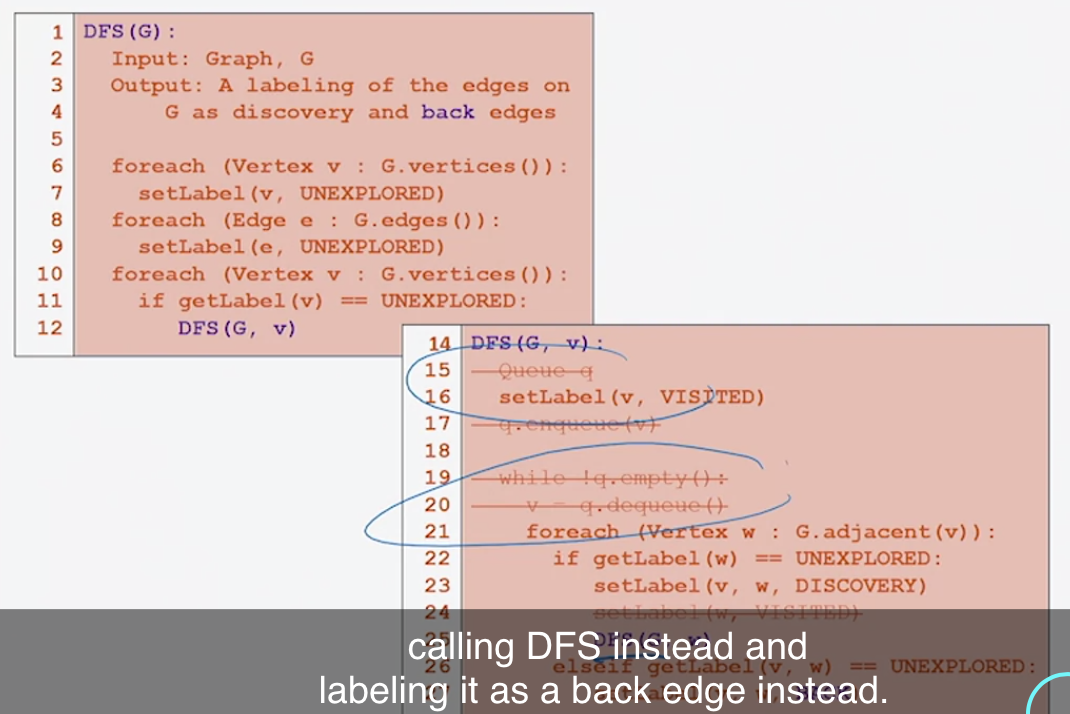 1 DFS(G):
2 Input: Graph, G
3 Output: A labeling of the edges on
4 G as discovery and back edges
5
6 foreach (Vertex v : G.vertices()):
7 setLabel(v, UNEXPLORED)
8 foreach (Edge e : G.edges()):
9 setLabel(e, UNEXPLORED)
10 foreach (Vertex v : G.vertices()):
11 if getLabel(v) == UNEXPLORED:
12 DFS(G, v)
14 DFS(G, v):
15 Queue q
16 setLabel(v, VISITED)
17 q.enqueue(v)
18
19 while !q.empty():
20 v = q.dequeue()
21 foreach (Vertex w : G.adjacent(v)):
22 if getLabel(w) == UNEXPLORED:
23 setLabel(v, w, DISCOVERY)
24 setLabel(w, VISITED)
25 DFS(G, w)
26 elseif getLabel(v, w) == UNEXPLORED:
calling DFS instead and
labeling it as a back edge instead.